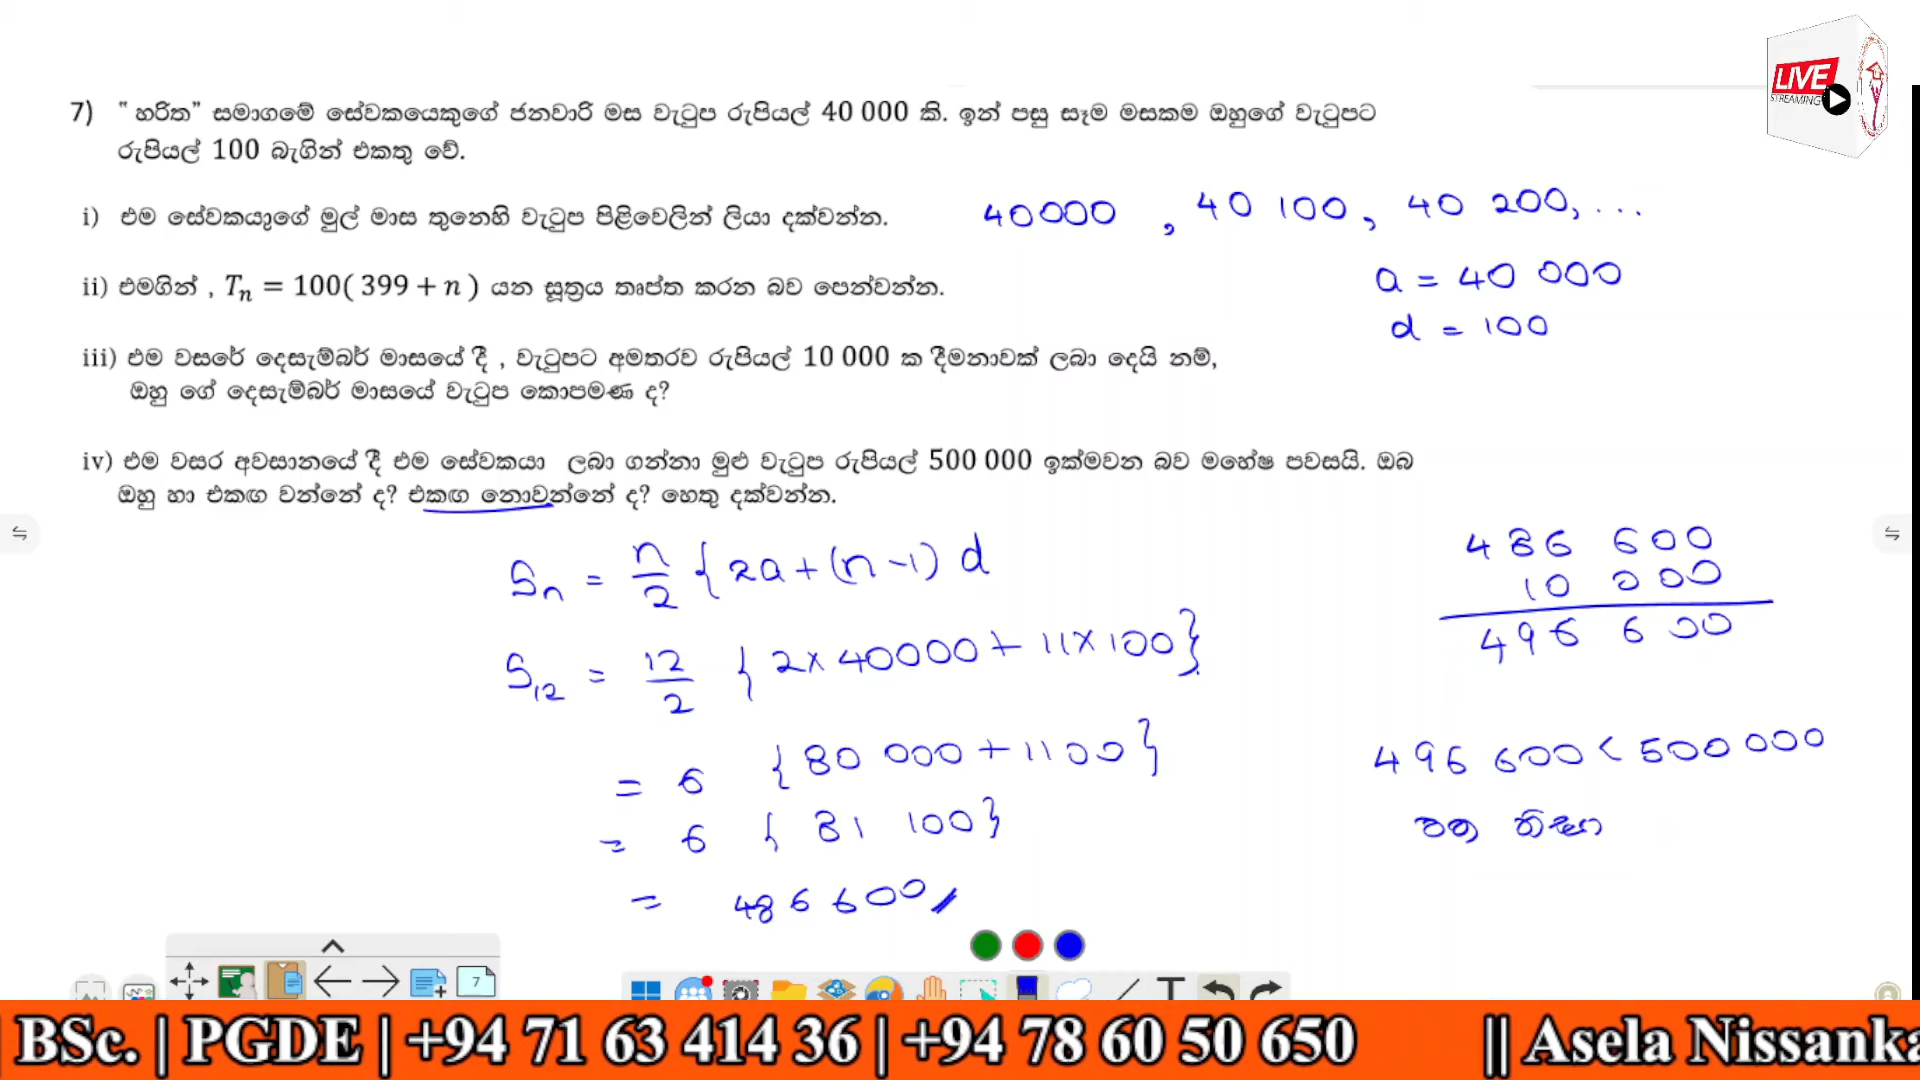 LIVE
STREAMING
7) " හරිත" සමාගමේ සේවකයෙකුගේ ජනවාරි මස වැටුප රුපියල් 40 000 කි. ඉන් පසු සෑම මසකම ඔහුගේ වැටුපට
රුපියල් 100 බැගින් එකතු වේ.
i) එම සේවකයාුගේ මුල් මාස තුනෙහි වැටුප පිළිවෙලින් ලියා දක්වන්න.
40000 , 40 100, 40 200, ...
ii) එමගින් , Tn = 100( 399 + n ) යන සූත්‍රය තෘප්ත කරන බව පෙන්වන්න.
a = 40 000
d = 100
iii) එම වසරේ දෙසැම්බර් මාසයේ දී , වැටුපට අමතරව රුපියල් 10 000 ක දීමනාවක් ලබා දෙයි නම්,
ඔහු ගේ දෙසැම්බර් මාසයේ වැටුප කොපමණ ද?
iv) එම වසර අවසානයේ දී එම සේවකයා ලබා ගන්නා මුළු වැටුප රුපියල් 500 000 ඉක්මවන බව මහේෂ පවසයි. ඔබ
ඔහු හා එකඟ වන්නේ ද? එකඟ නොවන්නේ ද? හෙතු දක්වන්න.
Sn = n/2 {2a+(n-1) d
S12 = 12/2 {2x 40000 + 11x 100}
= 6 {80 000 + 1100}
= 6 {81 100}
= 486 600
486 600
10 000
496 600
496 600 < 500 000
වන නිසා
7
BSc. | PGDE | +94 71 63 414 36 | +94 78 60 50 650 || Asela Nissanka